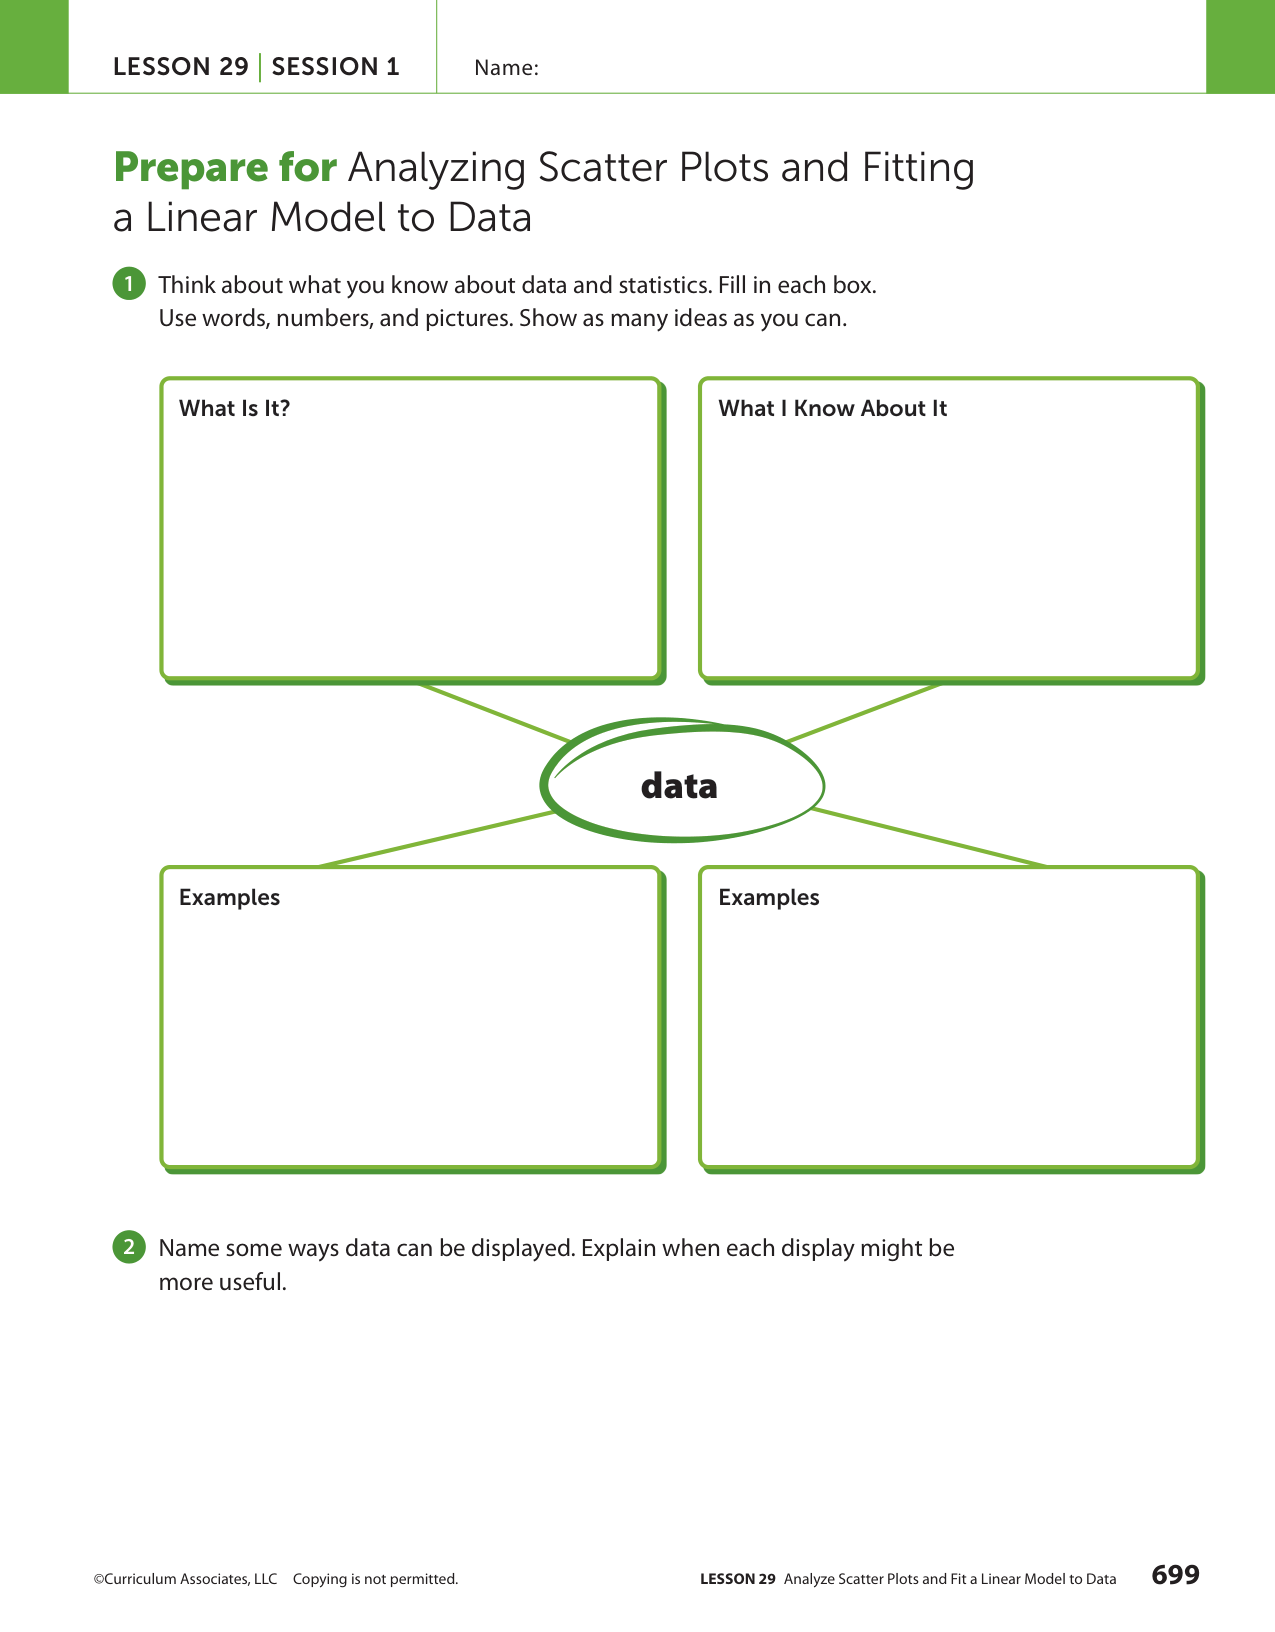 LESSON 29 | SESSION 1
Name:
Prepare for Analyzing Scatter Plots and Fitting
a Linear Model to Data
1 Think about what you know about data and statistics. Fill in each box.
Use words, numbers, and pictures. Show as many ideas as you can.
What Is It?
What I Know About It
data
Examples
Examples
2 Name some ways data can be displayed. Explain when each display might be
more useful.
©Curriculum Associates, LLC Copying is not permitted.
LESSON 29 Analyze Scatter Plots and Fit a Linear Model to Data 699